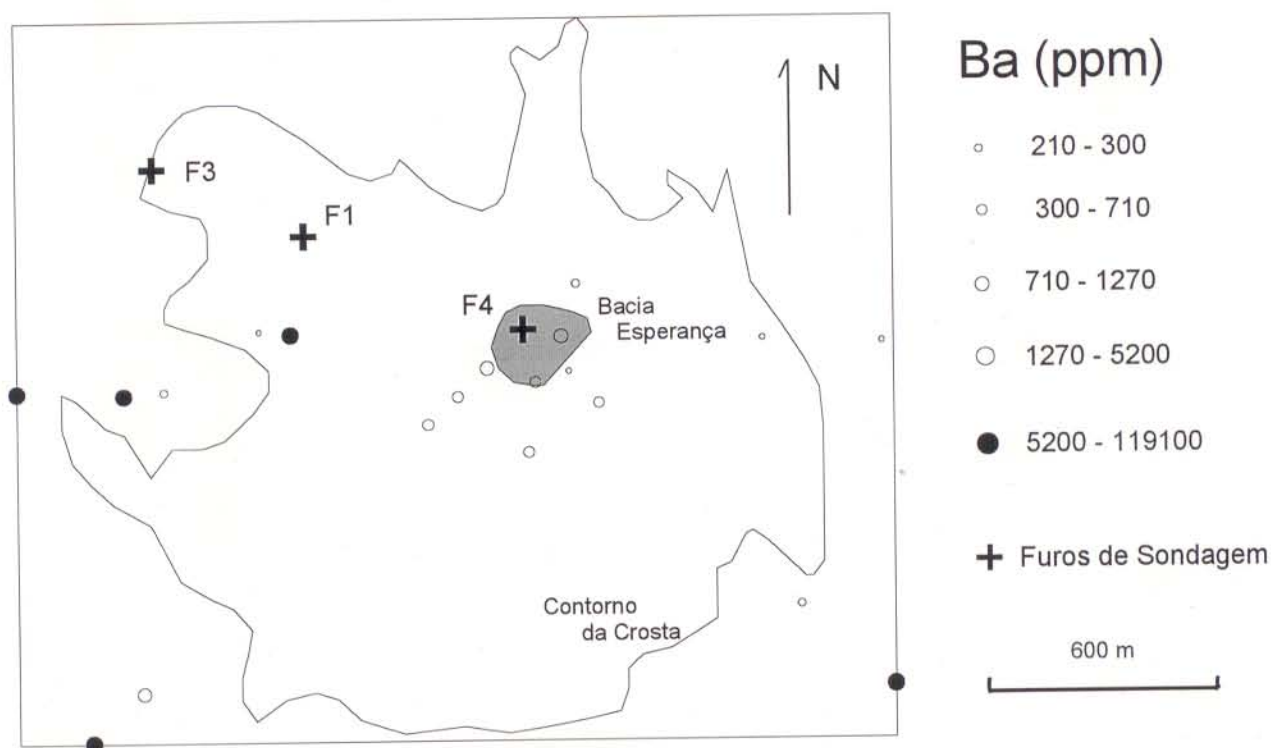 Ba (ppm)
N
F3
F1
F4
Bacia
Esperança
Contorno
da Crosta
210 - 300
300 - 710
710 - 1270
1270 - 5200
5200 - 119100
Furos de Sondagem
600 m